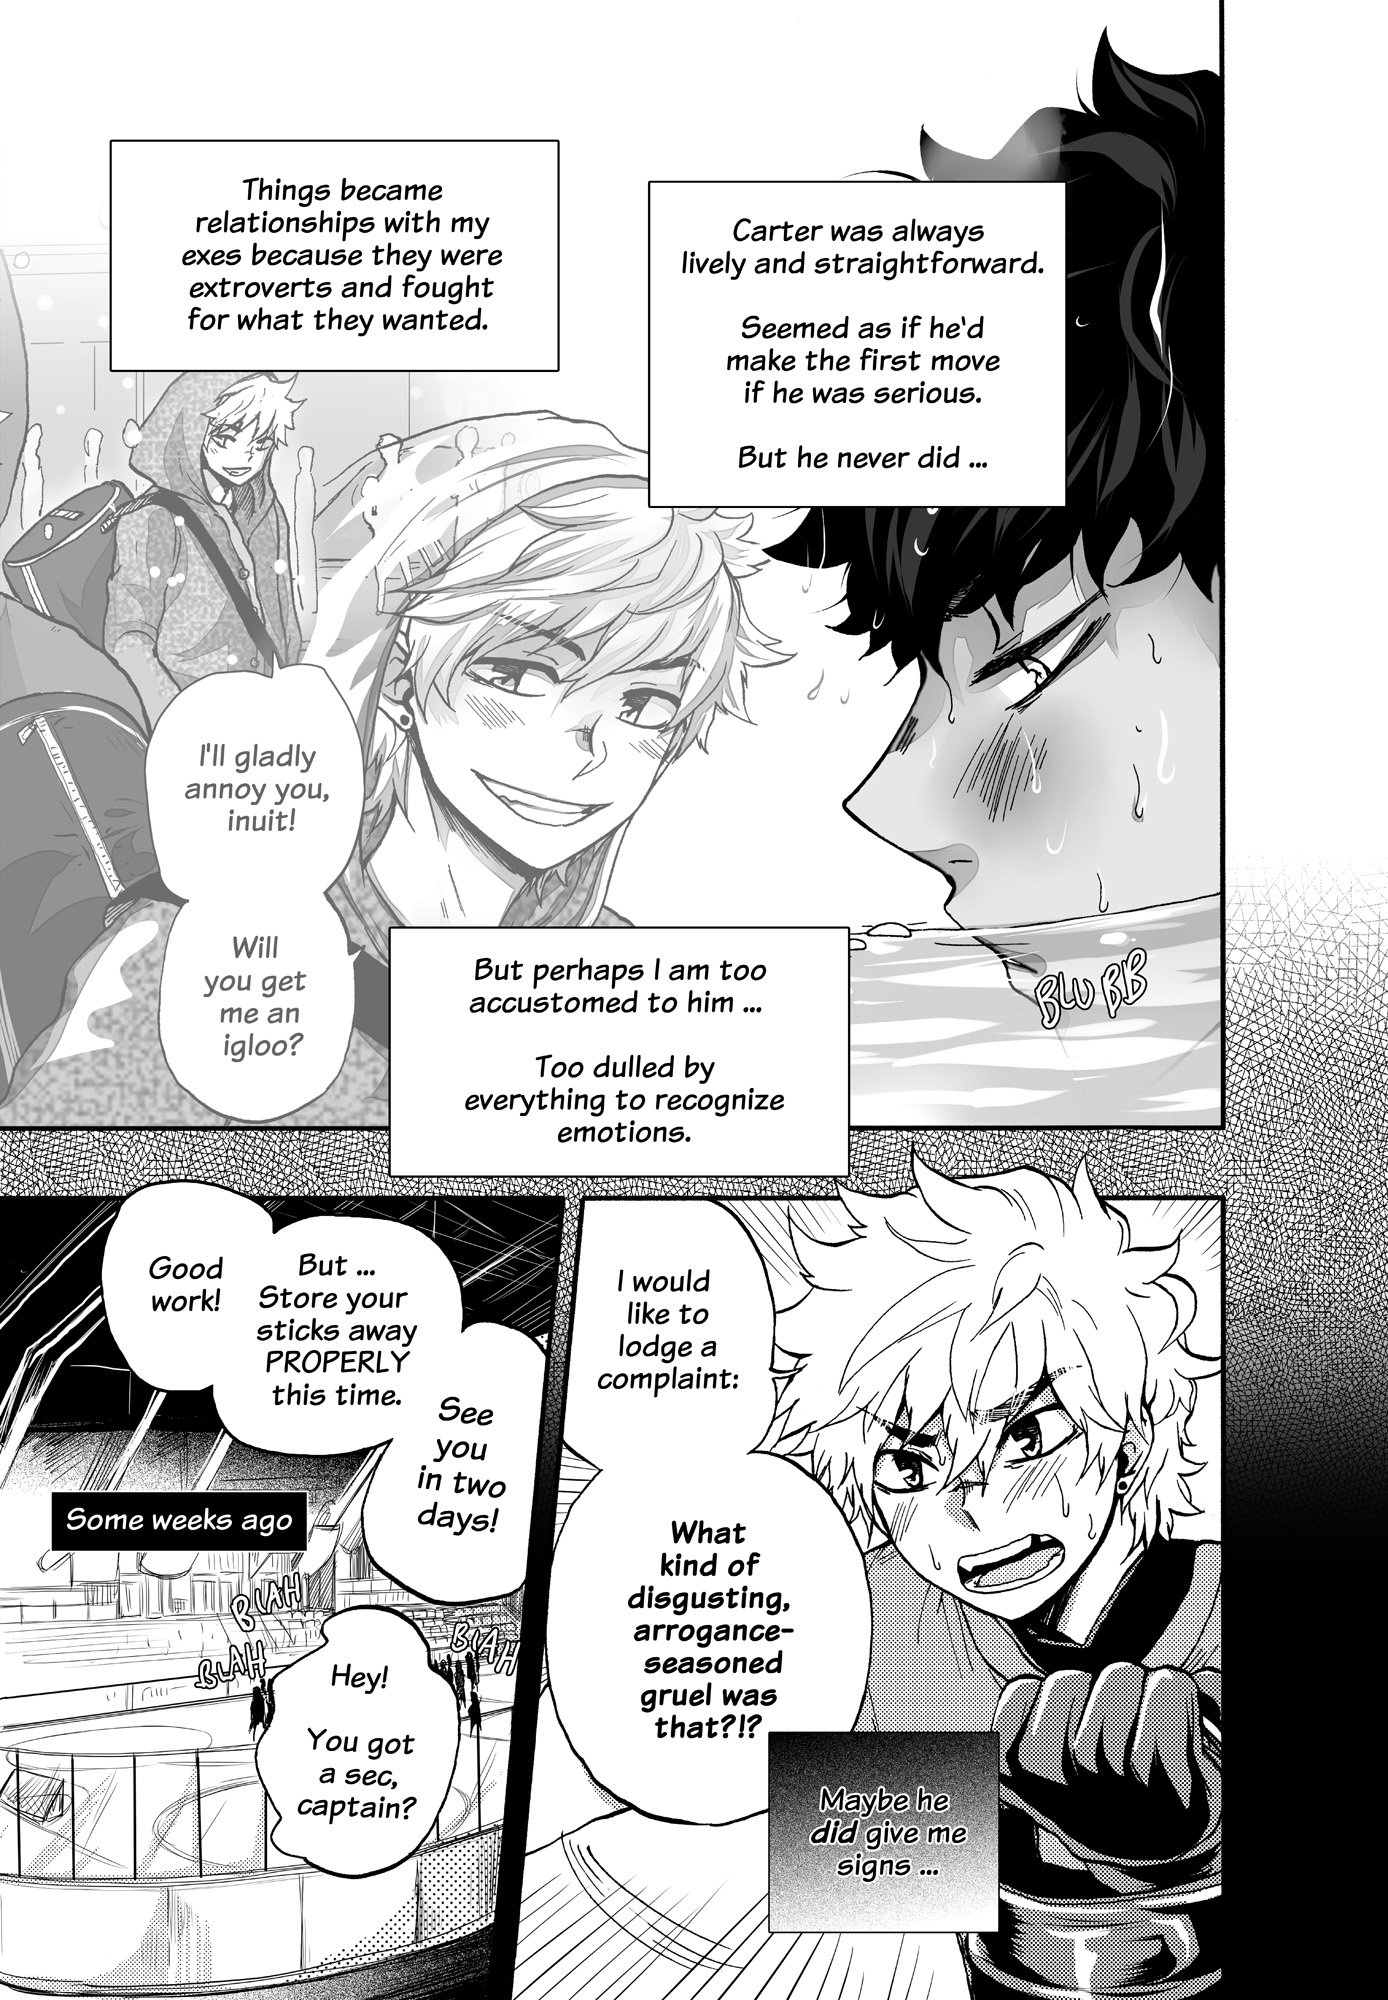 Things became
relationships with my
exes because they were
extroverts and fought
for what they wanted.
Carter was always
lively and straightforward.
Seemed as if he'd
make the first move
if he was serious.
But he never did ...
I'll gladly
annoy you,
inuit!
Will
you get
me an
igloo?
But perhaps I am too
accustomed to him ...
Too dulled by
everything to recognize
emotions.
BLUBB
Good
work!
But ...
Store your
sticks away
PROPERLY
this time.
See
you
in two
days!
Some weeks ago
BLAH
BLAH
BLAH
Hey!
You got
a sec,
captain?
I would
like to
lodge a
complaint:
What
kind of
disgusting,
arrogance-
seasoned
gruel was
that?!?
Maybe he
did give me
signs ...